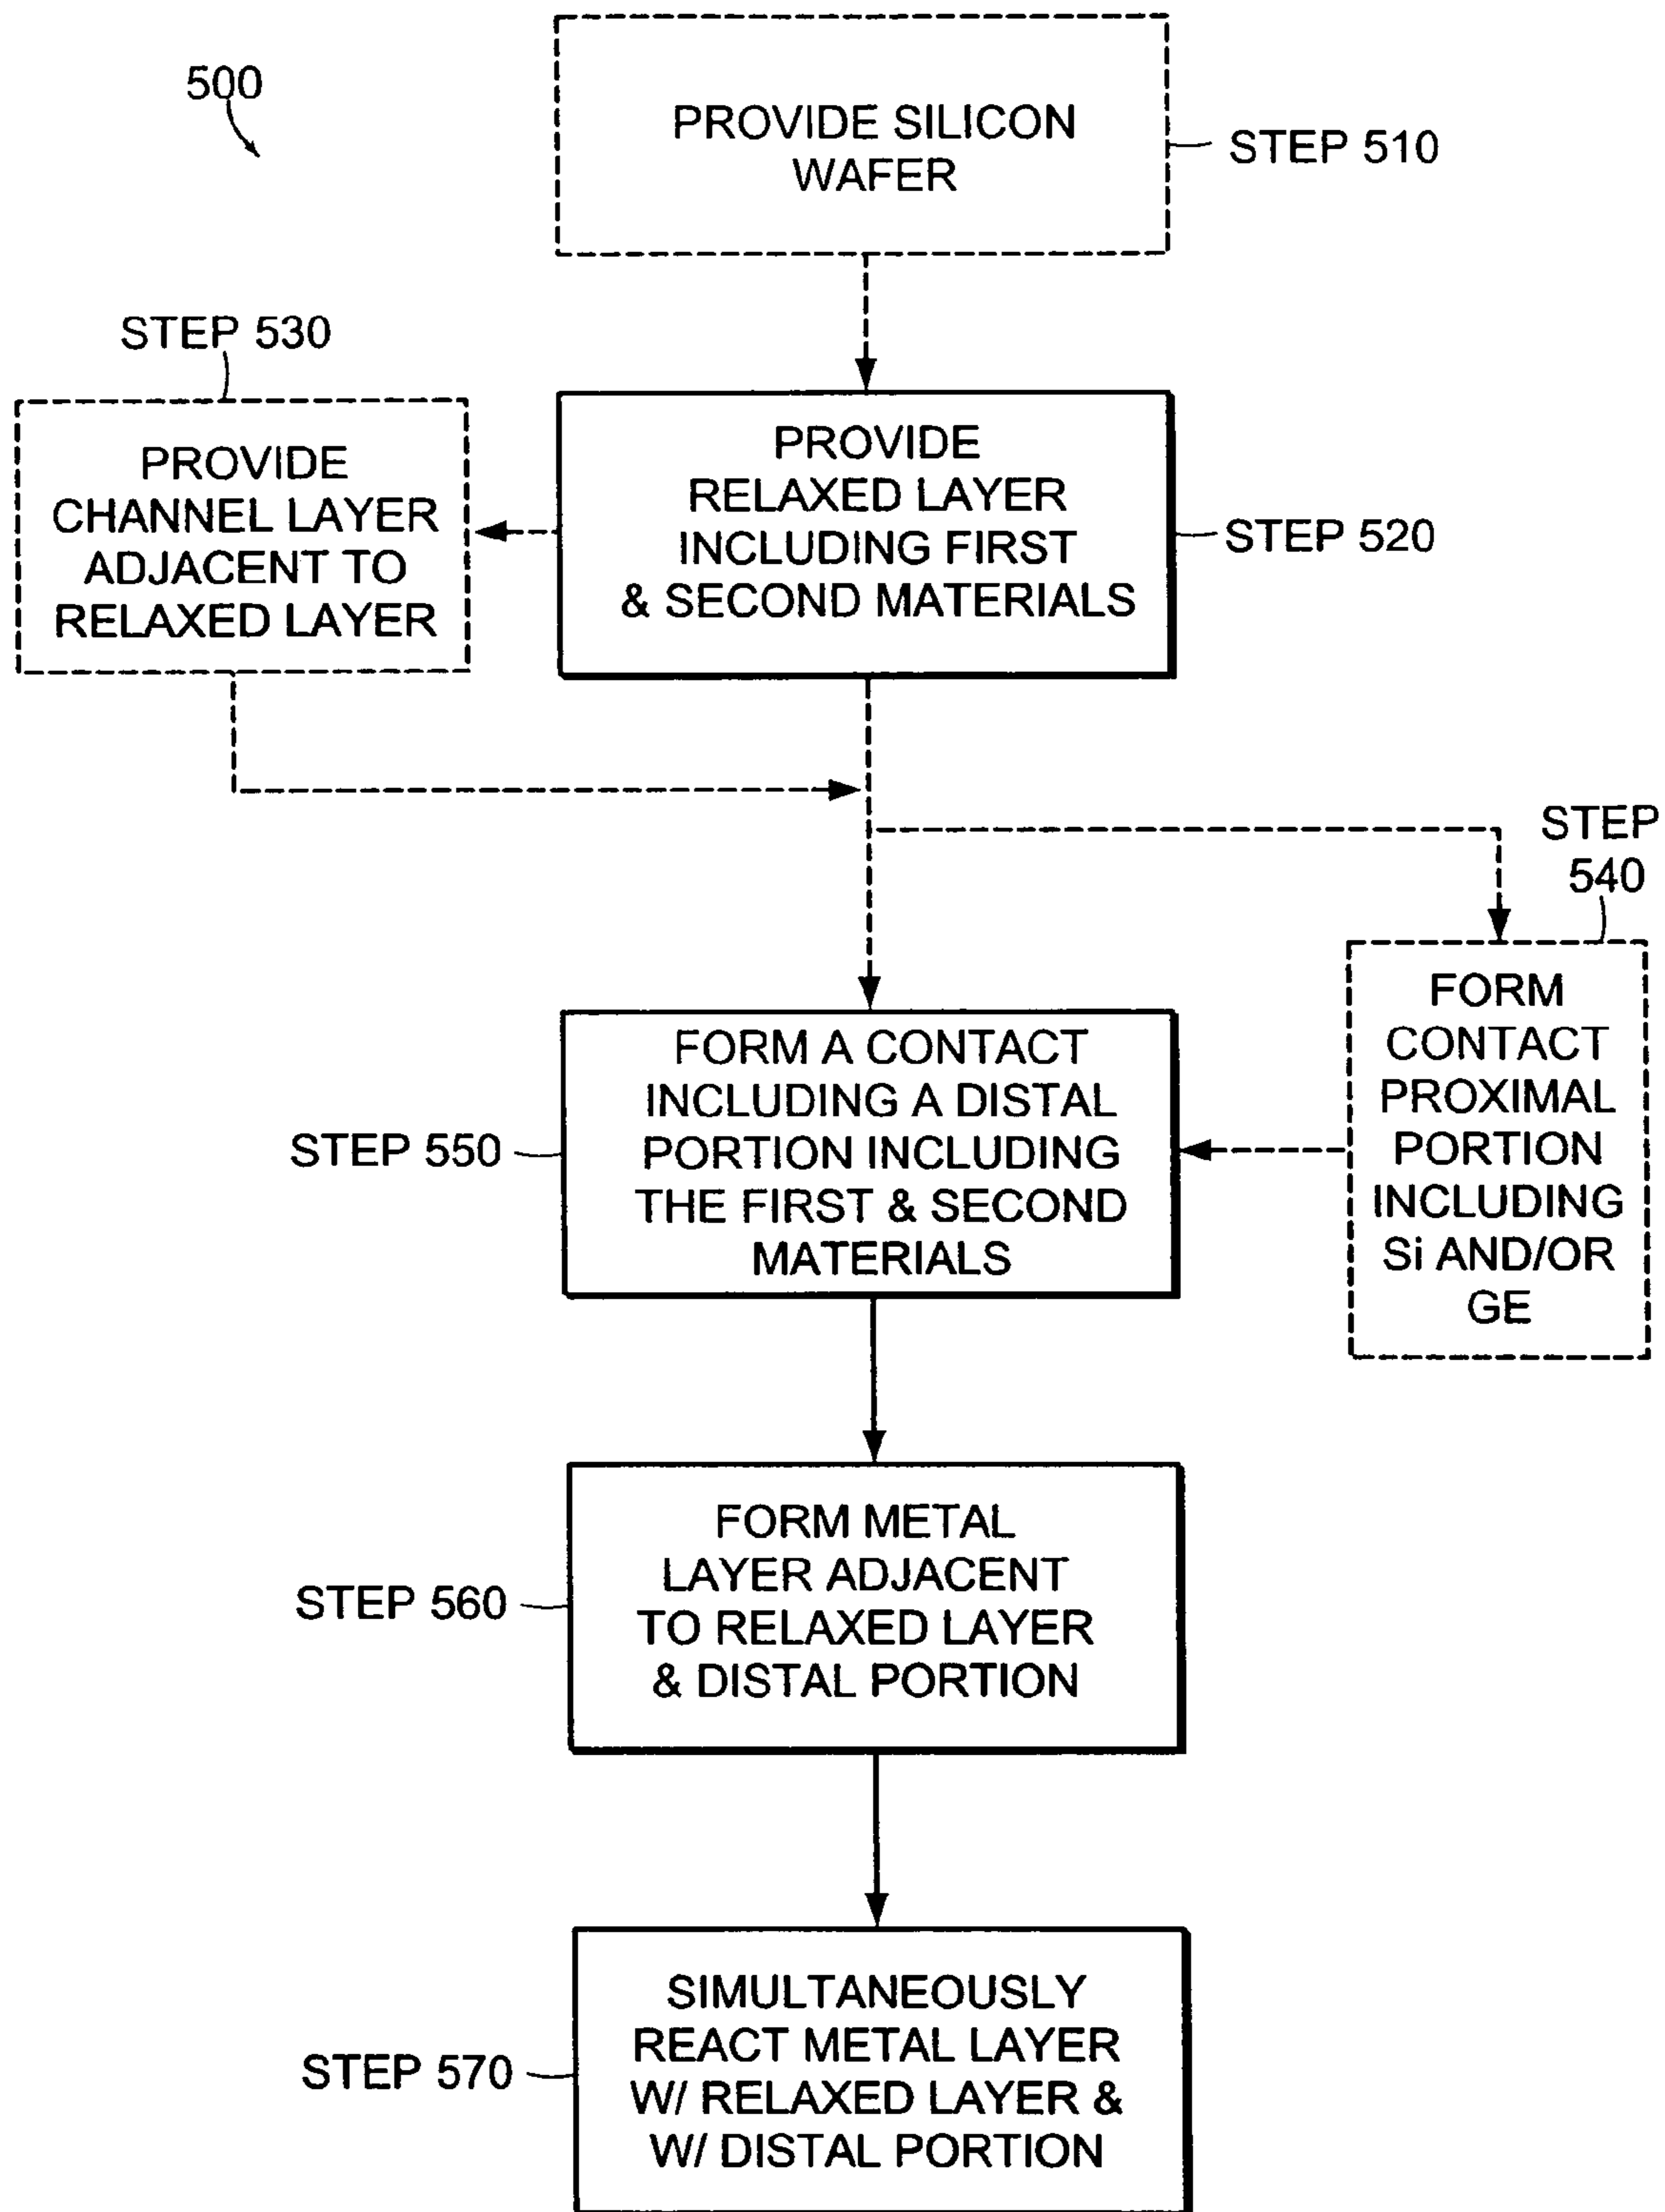 500
PROVIDE SILICON
WAFER
STEP 510
STEP 530
PROVIDE
CHANNEL LAYER
ADJACENT TO
RELAXED LAYER
PROVIDE
RELAXED LAYER
INCLUDING FIRST
& SECOND MATERIALS
STEP 520
STEP
540
FORM
CONTACT
PROXIMAL
PORTION
INCLUDING
Si AND/OR
GE
FORM A CONTACT
INCLUDING A DISTAL
PORTION INCLUDING
THE FIRST & SECOND
MATERIALS
STEP 550
FORM METAL
LAYER ADJACENT
TO RELAXED LAYER
& DISTAL PORTION
STEP 560
SIMULTANEOUSLY
REACT METAL LAYER
W/ RELAXED LAYER &
W/ DISTAL PORTION
STEP 570